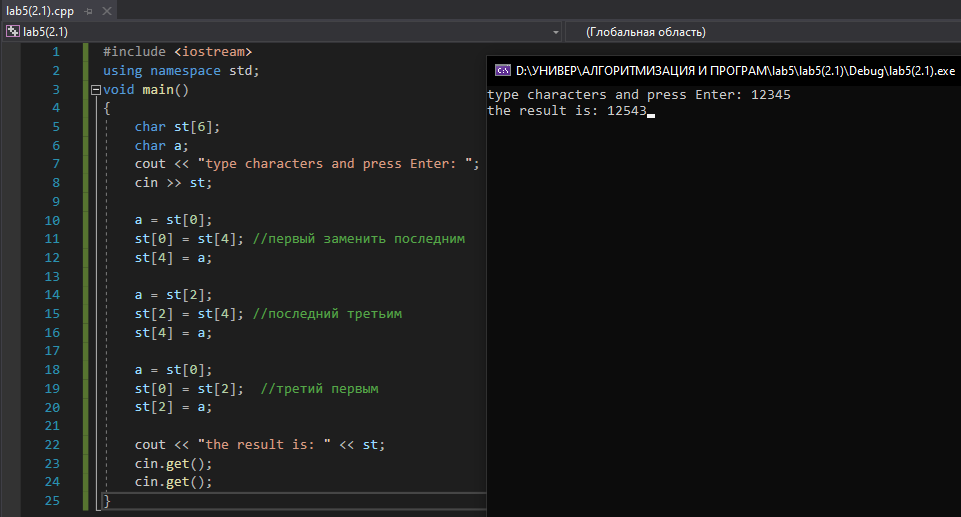 lab5(2.1).cpp
lab5(2.1)
(Глобальная область)
1 #include <iostream>
2 using namespace std;
3 void main()
4 {
5 char st[6];
6 char a;
7 cout << "type characters and press Enter: ";
8 cin >> st;
9
10 a = st[0];
11 st[0] = st[4]; //первый заменить последним
12 st[4] = a;
13
14 a = st[2];
15 st[2] = st[4]; //последний третьим
16 st[4] = a;
17
18 a = st[0];
19 st[0] = st[2];  //третий первым
20 st[2] = a;
21
22 cout << "the result is: " << st;
23 cin.get();
24 cin.get();
25 }
D:\УНИВЕР\АЛГОРИТМИЗАЦИЯ И ПРОГРАМ\lab5\lab5(2.1)\Debug\lab5(2.1).exe
type characters and press Enter: 12345
the result is: 12543